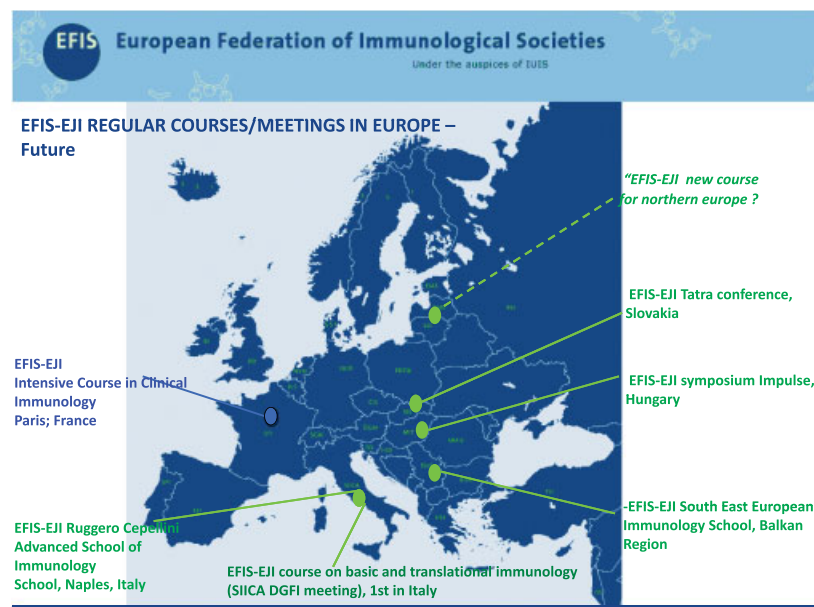 EFIS
European Federation of Immunological Societies
Under the auspices of IUIS
EFIS-EJI REGULAR COURSES/MEETINGS IN EUROPE –
Future
“EFIS-EJI new course
for northern europe ?
EFIS-EJI Tatra conference,
Slovakia
EFIS-EJI
Intensive Course in Clinical
Immunology
Paris; France
EFIS-EJI symposium Impulse,
Hungary
-EFIS-EJI South East European
Immunology School, Balkan
Region
EFIS-EJI Ruggero Cepellini
Advanced School of
Immunology
School, Naples, Italy
EFIS-EJI course on basic and translational immunology
(SIICA DGFI meeting), 1st in Italy